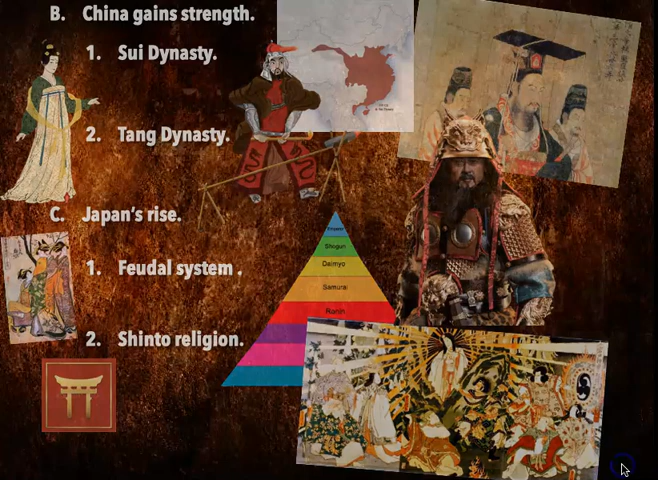 B. China gains strength.
1. Sui Dynasty.
2. Tang Dynasty.
C. Japan's rise.
1. Feudal system .
2. Shinto religion.
Emperor
Shogun
Daimyo
Samurai
Ronin